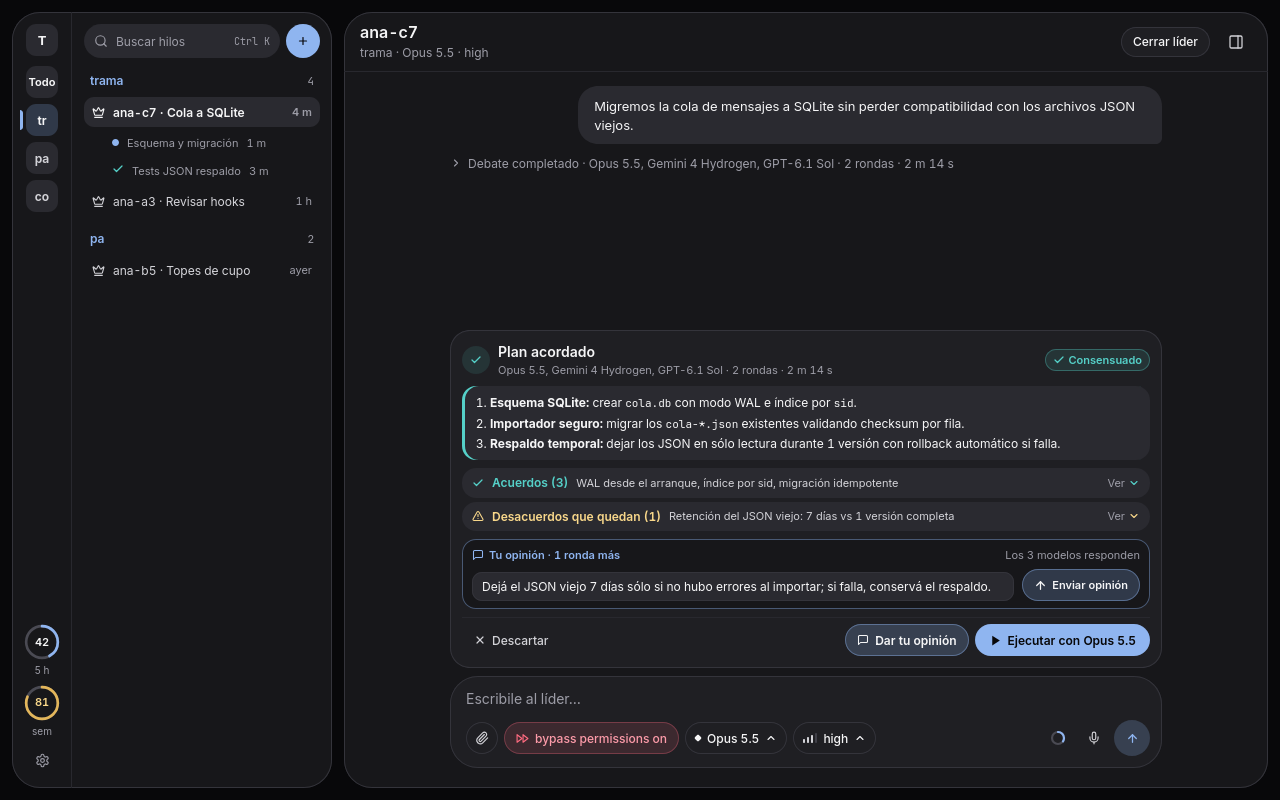 T
Todo
tr
pa
co
42
5 h
81
sem
Buscar hilos Ctrl K
trama 4
ana-c7 · Cola a SQLite 4 m
Esquema y migración 1 m
Tests JSON respaldo 3 m
ana-a3 · Revisar hooks 1 h
pa 2
ana-b5 · Topes de cupo ayer
ana-c7
trama · Opus 5.5 · high
Cerrar líder
Migremos la cola de mensajes a SQLite sin perder compatibilidad con los archivos JSON
viejos.
Debate completado · Opus 5.5, Gemini 4 Hydrogen, GPT-6.1 Sol · 2 rondas · 2 m 14 s
Plan acordado
Opus 5.5, Gemini 4 Hydrogen, GPT-6.1 Sol · 2 rondas · 2 m 14 s
Consensuado
1. Esquema SQLite: crear cola.db con modo WAL e índice por sid.
2. Importador seguro: migrar los cola-*.json existentes validando checksum por fila.
3. Respaldo temporal: dejar los JSON en sólo lectura durante 1 versión con rollback automático si falla.
Acuerdos (3) WAL desde el arranque, índice por sid, migración idempotente Ver
Desacuerdos que quedan (1) Retención del JSON viejo: 7 días vs 1 versión completa Ver
Tu opinión · 1 ronda más Los 3 modelos responden
Dejá el JSON viejo 7 días sólo si no hubo errores al importar; si falla, conservá el respaldo. Enviar opinión
Descartar Dar tu opinión Ejecutar con Opus 5.5
Escribile al líder...
bypass permissions on Opus 5.5 high